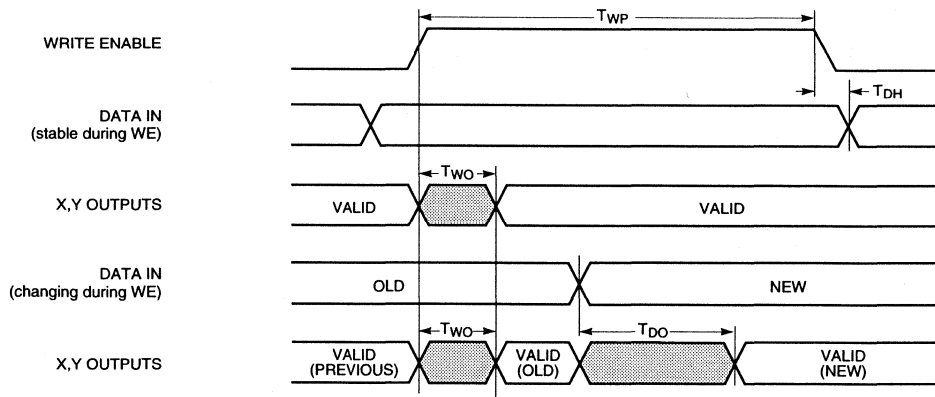 TWP
WRITE ENABLE
TDH
DATA IN
(stable during WE)
TWO
X,Y OUTPUTS
VALID
VALID
DATA IN
(changing during WE)
OLD
NEW
TWO
TDO
X,Y OUTPUTS
VALID
(PREVIOUS)
VALID
(OLD)
VALID
(NEW)